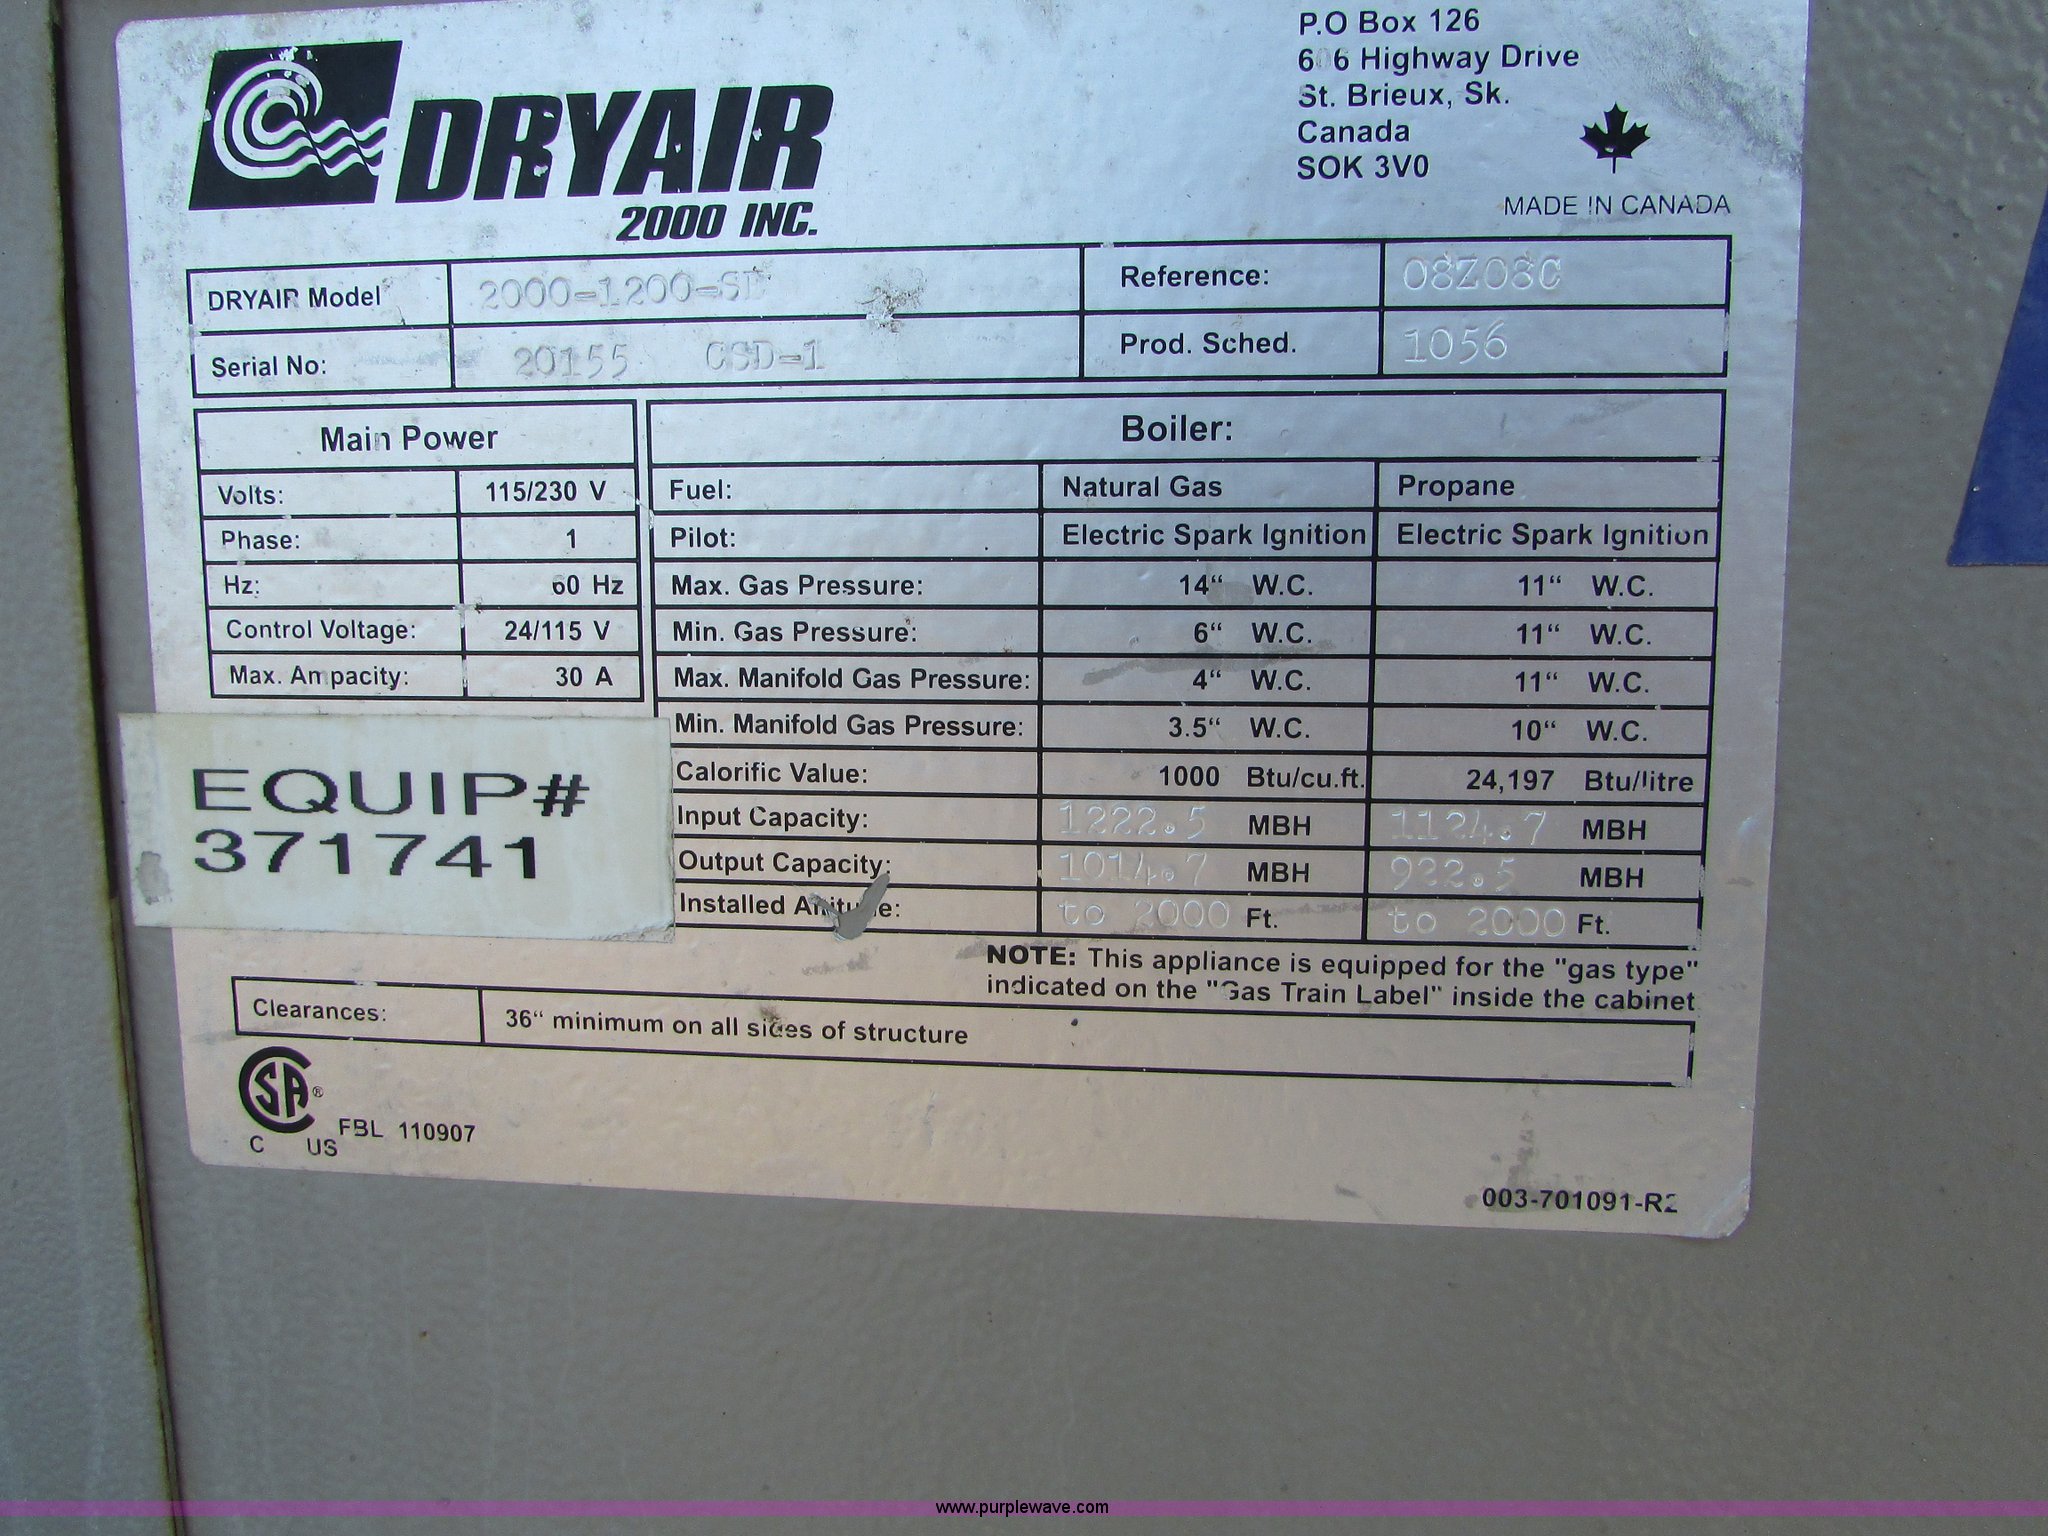 DRYAIR
2000 INC.
P.O Box 126
606 Highway Drive
St. Brieux, Sk.
Canada
SOK 3V0
MADE IN CANADA
DRYAIR Model 2000-1200-SD Reference: 08Z08C
Serial No: 20155 CSD-1 Prod. Sched. 1056
Main Power
Volts: 115/230 V
Phase: 1
Hz: 60 Hz
Control Voltage: 24/115 V
Max. Ampacity: 30 A
EQUIP#
371741
Boiler:
Fuel: Natural Gas Propane
Pilot: Electric Spark Ignition Electric Spark Ignition
Max. Gas Pressure: 14“ W.C. 11“ W.C.
Min. Gas Pressure: 6“ W.C. 11“ W.C.
Max. Manifold Gas Pressure: 4“ W.C. 11“ W.C.
Min. Manifold Gas Pressure: 3.5“ W.C. 10“ W.C.
Calorific Value: 1000 Btu/cu.ft. 24,197 Btu/litre
Input Capacity: 1222.5 MBH 1124.7 MBH
Output Capacity: 1014.7 MBH 922.5 MBH
Installed Altitude: to 2000 Ft. to 2000 Ft.
NOTE: This appliance is equipped for the "gas type"
indicated on the "Gas Train Label" inside the cabinet
Clearances: 36“ minimum on all sides of structure
CSA®
C US
FBL 110907
003-701091-R2
www.purplewave.com